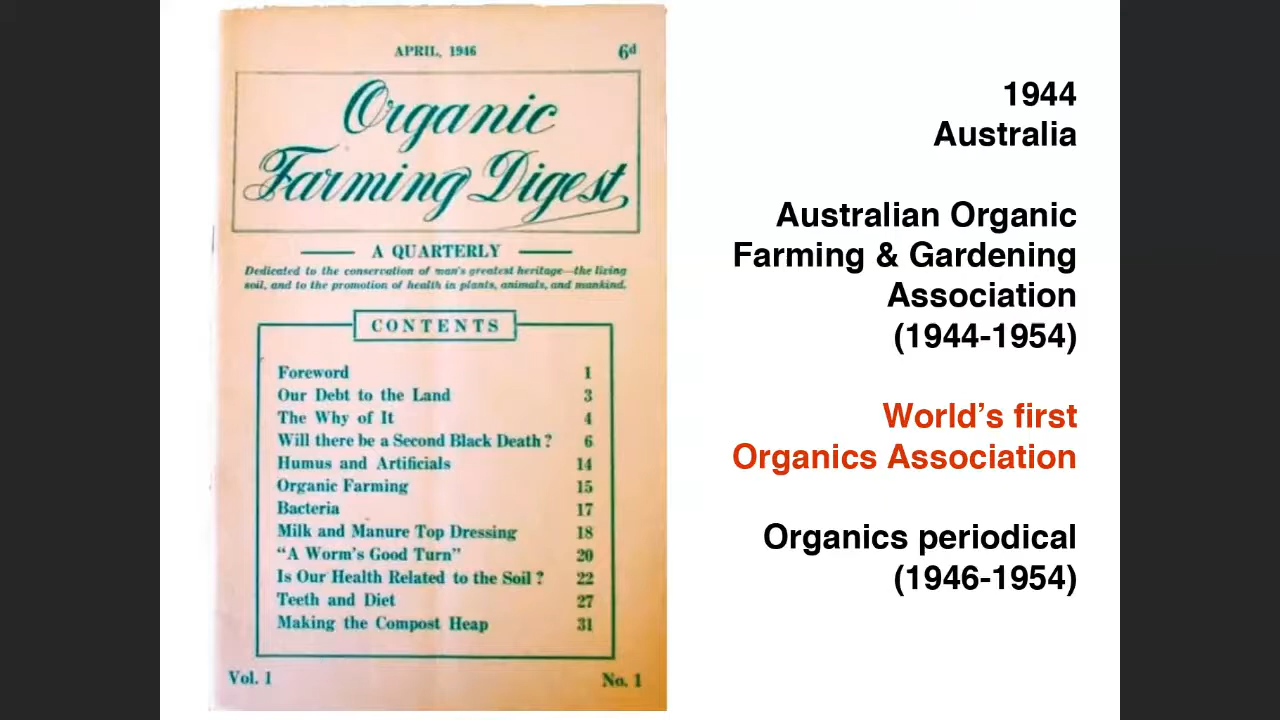 APRIL, 1946 6d
Organic
Farming Digest
A QUARTERLY
Dedicated to the conservation of man's greatest heritage—the living
soil, and to the promotion of health in plants, animals, and mankind.
CONTENTS
Foreword 1
Our Debt to the Land 3
The Why of It 4
Will there be a Second Black Death? 6
Humus and Artificials 14
Organic Farming 15
Bacteria 17
Milk and Manure Top Dressing 18
"A Worm's Good Turn" 20
Is Our Health Related to the Soil? 22
Teeth and Diet 27
Making the Compost Heap 31
Vol. 1 No. 1
1944
Australia
Australian Organic
Farming & Gardening
Association
(1944-1954)
World's first
Organics Association
Organics periodical
(1946-1954)